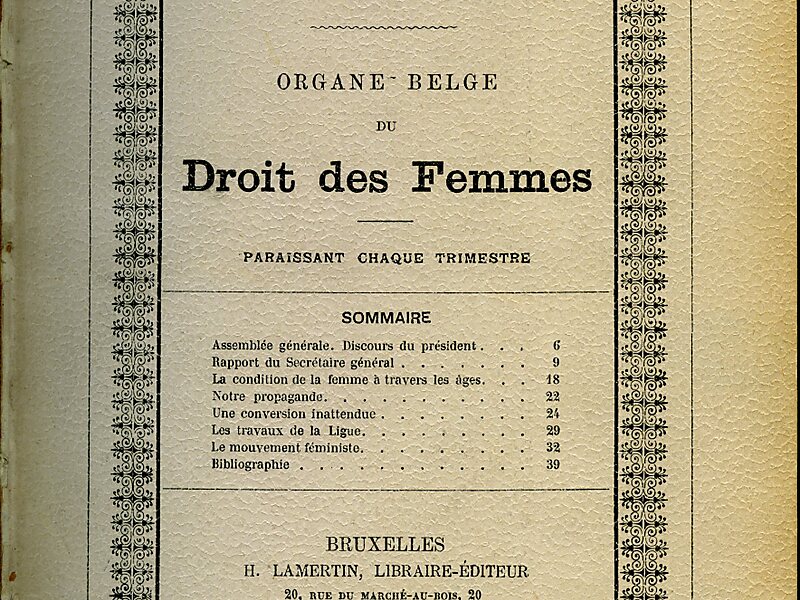 ORGANE BELGE
DU
Droit des Femmes
PARAISSANT CHAQUE TRIMESTRE
SOMMAIRE
Assemblée générale. Discours du président . . . 6
Rapport du Secrétaire général . . . . . . . . 9
La condition de la femme à travers les âges. . . 18
Notre propagande. . . . . . . . . . . . 22
Une conversion inattendue . . . . . . . . . 24
Les travaux de la Ligue. . . . . . . . . . 29
Le mouvement féministe. . . . . . . . . . 32
Bibliographie . . . . . . . . . . . . . 39
BRUXELLES
H. LAMERTIN, LIBRAIRE-ÉDITEUR
20, RUE DU MARCHÉ-AU-BOIS, 20